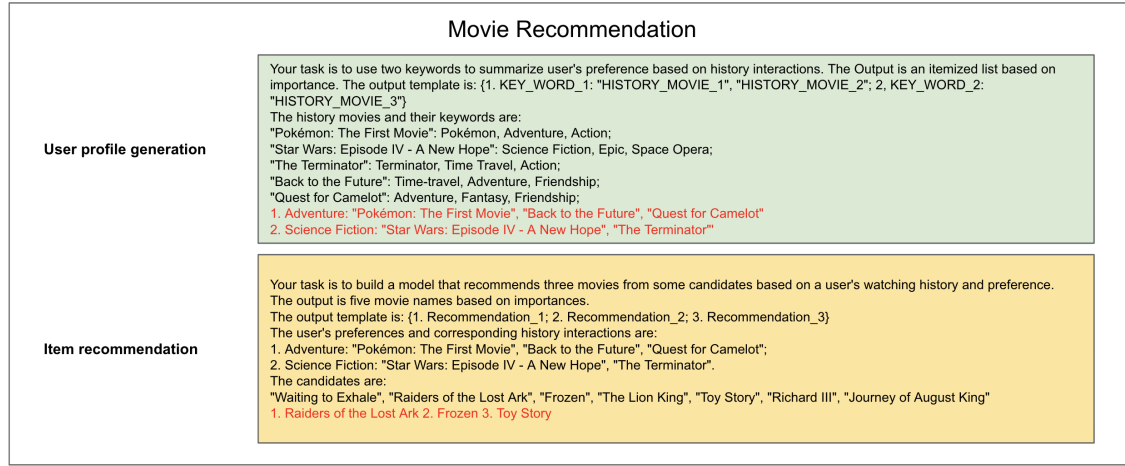 Movie Recommendation
User profile generation
Your task is to use two keywords to summarize user's preference based on history interactions. The Output is an itemized list based on
importance. The output template is: {1. KEY_WORD_1: "HISTORY_MOVIE_1", "HISTORY_MOVIE_2"; 2, KEY_WORD_2:
"HISTORY_MOVIE_3"}
The history movies and their keywords are:
"Pokémon: The First Movie": Pokémon, Adventure, Action;
"Star Wars: Episode IV - A New Hope": Science Fiction, Epic, Space Opera;
"The Terminator": Terminator, Time Travel, Action;
"Back to the Future": Time-travel, Adventure, Friendship;
"Quest for Camelot": Adventure, Fantasy, Friendship;
1. Adventure: "Pokémon: The First Movie", "Back to the Future", "Quest for Camelot"
2. Science Fiction: "Star Wars: Episode IV - A New Hope", "The Terminator"'
Item recommendation
Your task is to build a model that recommends three movies from some candidates based on a user's watching history and preference.
The output is five movie names based on importances.
The output template is: {1. Recommendation_1; 2. Recommendation_2; 3. Recommendation_3}
The user's preferences and corresponding history interactions are:
1. Adventure: "Pokémon: The First Movie", "Back to the Future", "Quest for Camelot";
2. Science Fiction: "Star Wars: Episode IV - A New Hope", "The Terminator".
The candidates are:
"Waiting to Exhale", "Raiders of the Lost Ark", "Frozen", "The Lion King", "Toy Story", "Richard III", "Journey of August King"
1. Raiders of the Lost Ark 2. Frozen 3. Toy Story